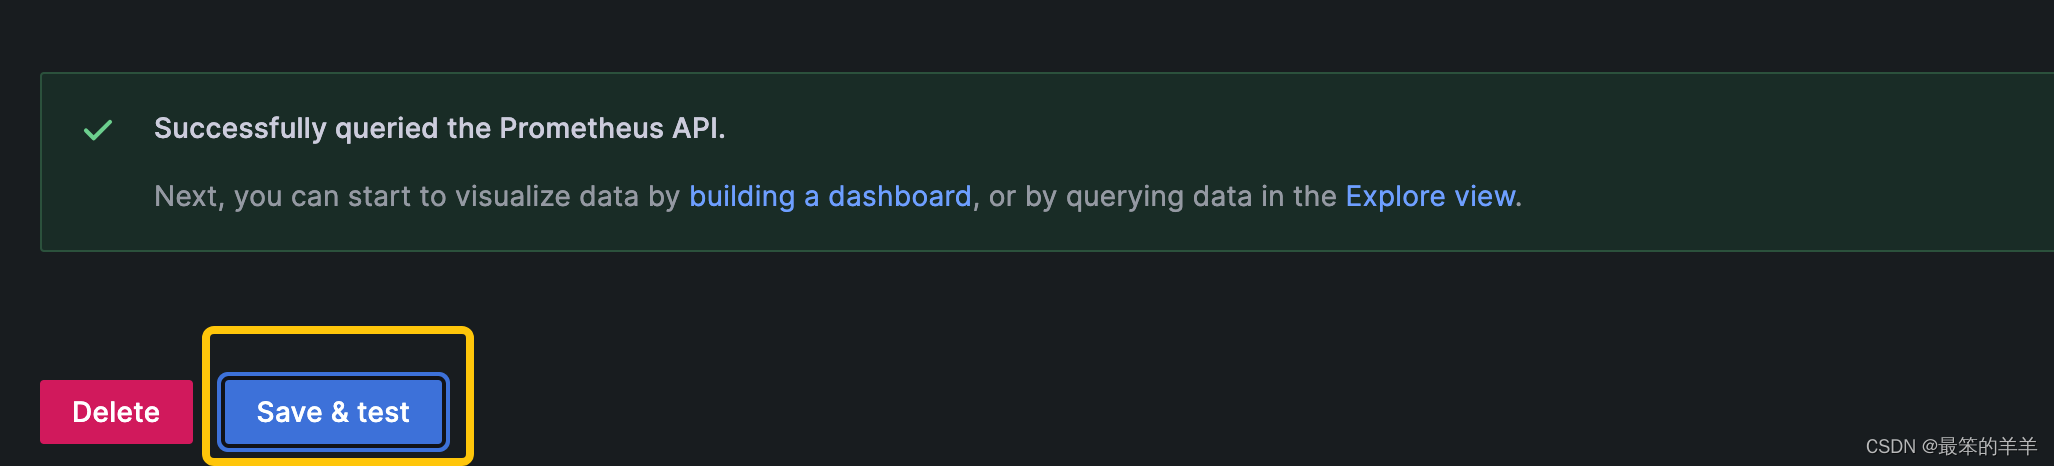 Successfully queried the Prometheus API.
Next, you can start to visualize data by building a dashboard, or by querying data in the Explore view.
Delete
Save & test
CSDN @最笨的羊羊